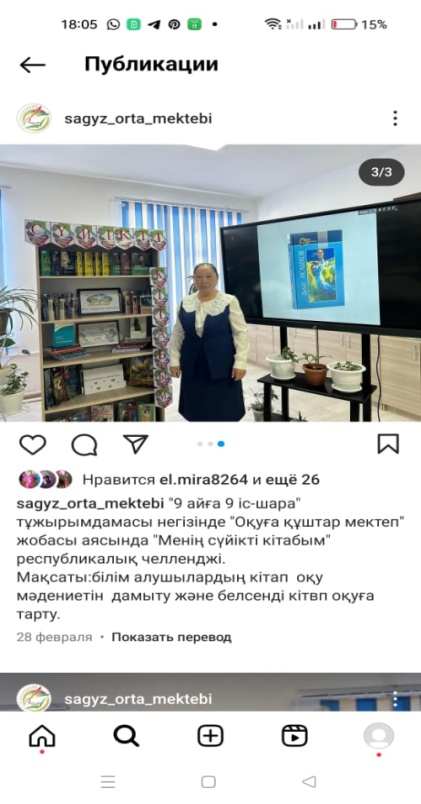 18:05
15%
Публикации
sagyz_orta_mektebi
3/3
Нравится el.mira8264 и ещё 26
sagyz_orta_mektebi "9 айға 9 іс-шара"
тұжырымдамасы негізінде "Оқуға құштар мектеп"
жобасы аясында "Менің сүйікті кітабым"
республикалық челленджі.
Мақсаты:білім алушылардың кітап оқу
мәдениетін дамыту және белсенді кітвп оқуға
тарту.
28 февраля • Показать перевод
sagyz_orta_mektebi